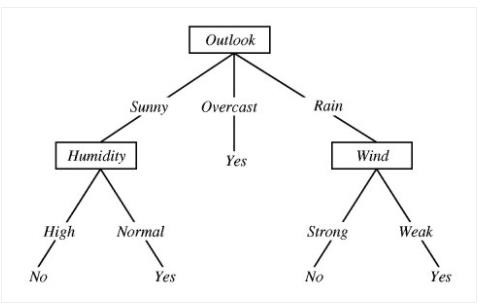 Outlook
Sunny Overcast Rain
Humidity Yes Wind
High Normal Strong Weak
No Yes No Yes